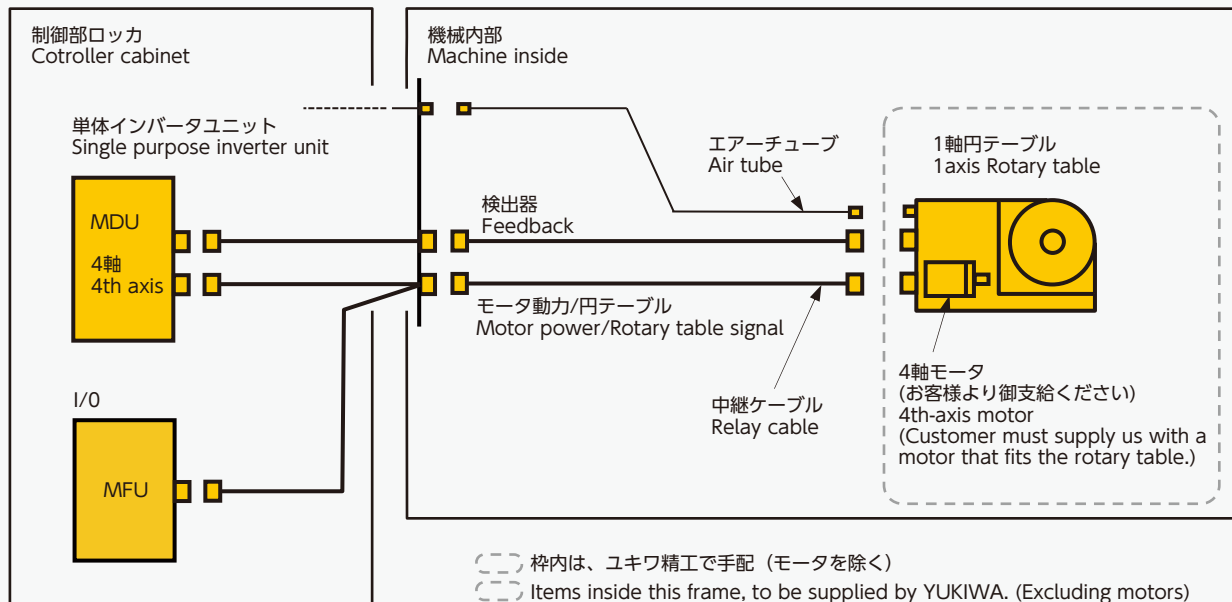 制御部ロッカ
Cotroller cabinet
機械内部
Machine inside
単体インバータユニット
Single purpose inverter unit
エアーチューブ
Air tube
1軸円テーブル
1axis Rotary table
MDU
4軸
4th axis
検出器
Feedback
モータ動力/円テーブル
Motor power/Rotary table signal
4軸モータ
(お客様より御支給ください)
4th-axis motor
(Customer must supply us with a
motor that fits the rotary table.)
中継ケーブル
Relay cable
I/0
MFU
枠内は、ユキワ精工で手配（モータを除く）
Items inside this frame, to be supplied by YUKIWA. (Excluding motors)